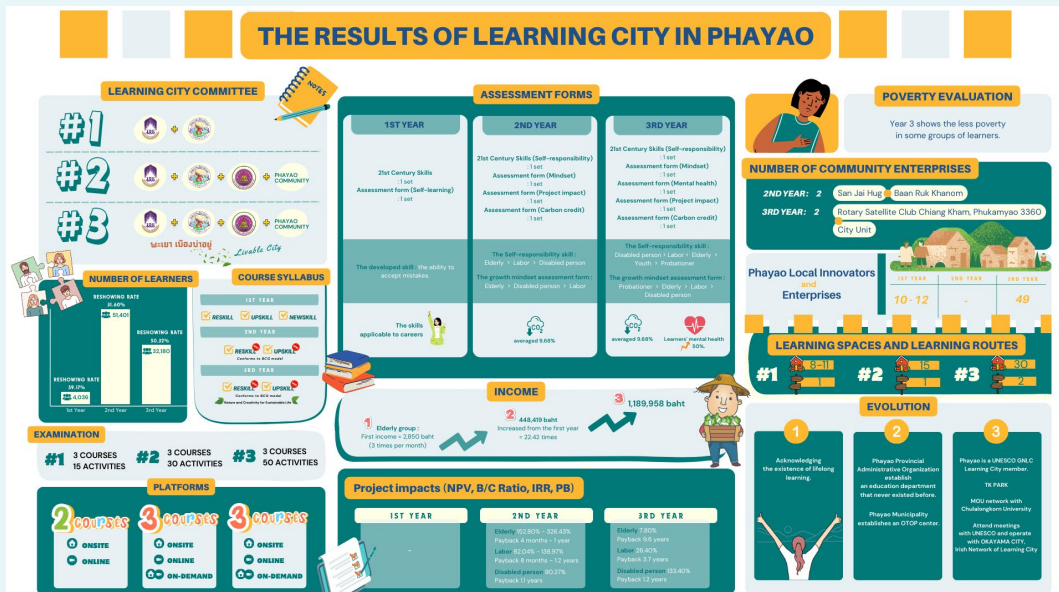 THE RESULTS OF LEARNING CITY IN PHAYAO
LEARNING CITY COMMITTEE
NOTES
#1
+
#2
+
+
+
PHAYAO
COMMUNITY
#3
+
+
+
PHAYAO
COMMUNITY
พะเยา เมืองน่าอยู่
Livable City
NUMBER OF LEARNERS
RESHOWING RATE
39.17%
4,036
RESHOWING RATE
31.60%
51,401
RESHOWING RATE
50.32%
32,180
1st Year
2nd Year
3rd Year
COURSE SYLLABUS
1ST YEAR
RESKILL
UPSKILL
NEWSKILL
2ND YEAR
RESKILL
UPSKILL
Conforms to BCG model
3RD YEAR
RESKILL
UPSKILL
Conforms to BCG model
Nature and Creativity for Sustainable Life
EXAMINATION
#1 3 COURSES
15 ACTIVITIES
#2 3 COURSES
30 ACTIVITIES
#3 3 COURSES
50 ACTIVITIES
PLATFORMS
2 COURSES
ONSITE
ONLINE
3 COURSES
ONSITE
ONLINE
ON-DEMAND
3 COURSES
ONSITE
ONLINE
ON-DEMAND
ASSESSMENT FORMS
1ST YEAR
21st Century Skills
: 1 set
Assessment form (Self-learning)
: 1 set
The developed skill : the ability to
accept mistakes.
The skills
applicable to careers
2ND YEAR
21st Century Skills (Self-responsibility)
: 1 set
Assessment form (Mindset)
: 1 set
Assessment form (Project impact)
: 1 set
Assessment form (Carbon credit)
: 1 set
The Self-responsibility skill :
Elderly > Labor > Disabled person
The growth mindset assessment form :
Elderly > Disabled person > Labor
CO2
averaged 9.68%
3RD YEAR
21st Century Skills (Self-responsibility)
: 1 set
Assessment form (Mindset)
: 1 set
Assessment form (Mental health)
: 1 set
Assessment form (Project impact)
: 1 set
Assessment form (Carbon credit)
: 1 set
The Self-responsibility skill :
Disabled person > Labor > Elderly >
Youth > Probationer
The growth mindset assessment form :
Probationer > Elderly > Labor >
Disabled person
CO2
averaged 9.68%
Learners' mental health
50%.
INCOME
1
Elderly group :
First income = 2,850 baht
(3 times per month)
2
448,419 baht
Increased from the first year
= 22.42 times
3
1,189,958 baht
Project impacts (NPV, B/C Ratio, IRR, PB)
1ST YEAR
-
2ND YEAR
Elderly 152.80% - 326.43%
Payback 4 months - 1 year
Labor 82.04% - 138.97%
Payback 8 months - 1.2 years
Disabled person 90.27%
Payback 1.1 years
3RD YEAR
Elderly 7.80%
Payback 9.6 years
Labor 26.40%
Payback 3.7 years
Disabled person 133.40%
Payback 1.2 years
POVERTY EVALUATION
Year 3 shows the less poverty
in some groups of learners.
NUMBER OF COMMUNITY ENTERPRISES
2ND YEAR: 2 San Jai Hug Baan Ruk Khanom
3RD YEAR: 2 Rotary Satellite Club Chiang Kham, Phukamyao 3360
City Unit
Phayao Local Innovators
and
Enterprises
1ST YEAR
2ND YEAR
3RD YEAR
10 - 12
-
49
LEARNING SPACES AND LEARNING ROUTES
#1
8-11
1
#2
15
1
#3
30
2
EVOLUTION
1
Acknowledging
the existence of lifelong
learning.
2
Phayao Provincial
Administrative Organization
establish
an education department
that never existed before.
Phayao Municipality
establishes an OTOP center.
3
Phayao is a UNESCO GNLC
Learning City member.
TK PARK
MOU network with
Chulalongkorn University
Attend meetings
with UNESCO and operate
with OKAYAMA CITY,
Irish Network of Learning City